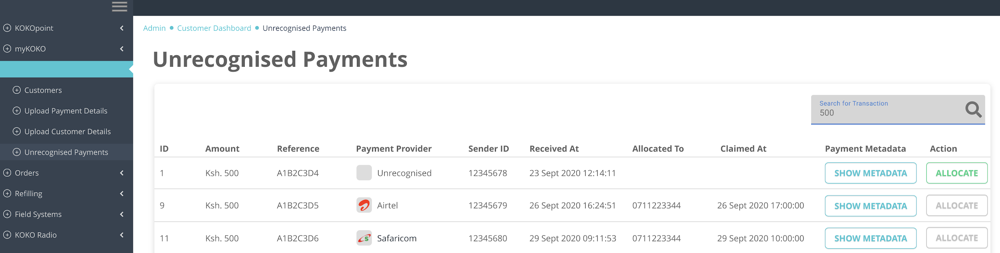 KOKOpoint
myKOKO
Customers
Upload Payment Details
Upload Customer Details
Unrecognised Payments
Orders
Refilling
Field Systems
KOKO Radio
Admin Customer Dashboard Unrecognised Payments
Unrecognised Payments
Search for Transaction
500
ID Amount Reference Payment Provider Sender ID Received At Allocated To Claimed At Payment Metadata Action
1 Ksh. 500 A1B2C3D4 Unrecognised 12345678 23 Sept 2020 12:14:11 SHOW METADATA ALLOCATE
9 Ksh. 500 A1B2C3D5 Airtel 12345679 26 Sept 2020 16:24:51 0711223344 26 Sept 2020 17:00:00 SHOW METADATA ALLOCATE
11 Ksh. 500 A1B2C3D6 Safaricom 12345680 29 Sept 2020 09:11:53 0711223344 29 Sept 2020 10:00:00 SHOW METADATA ALLOCATE